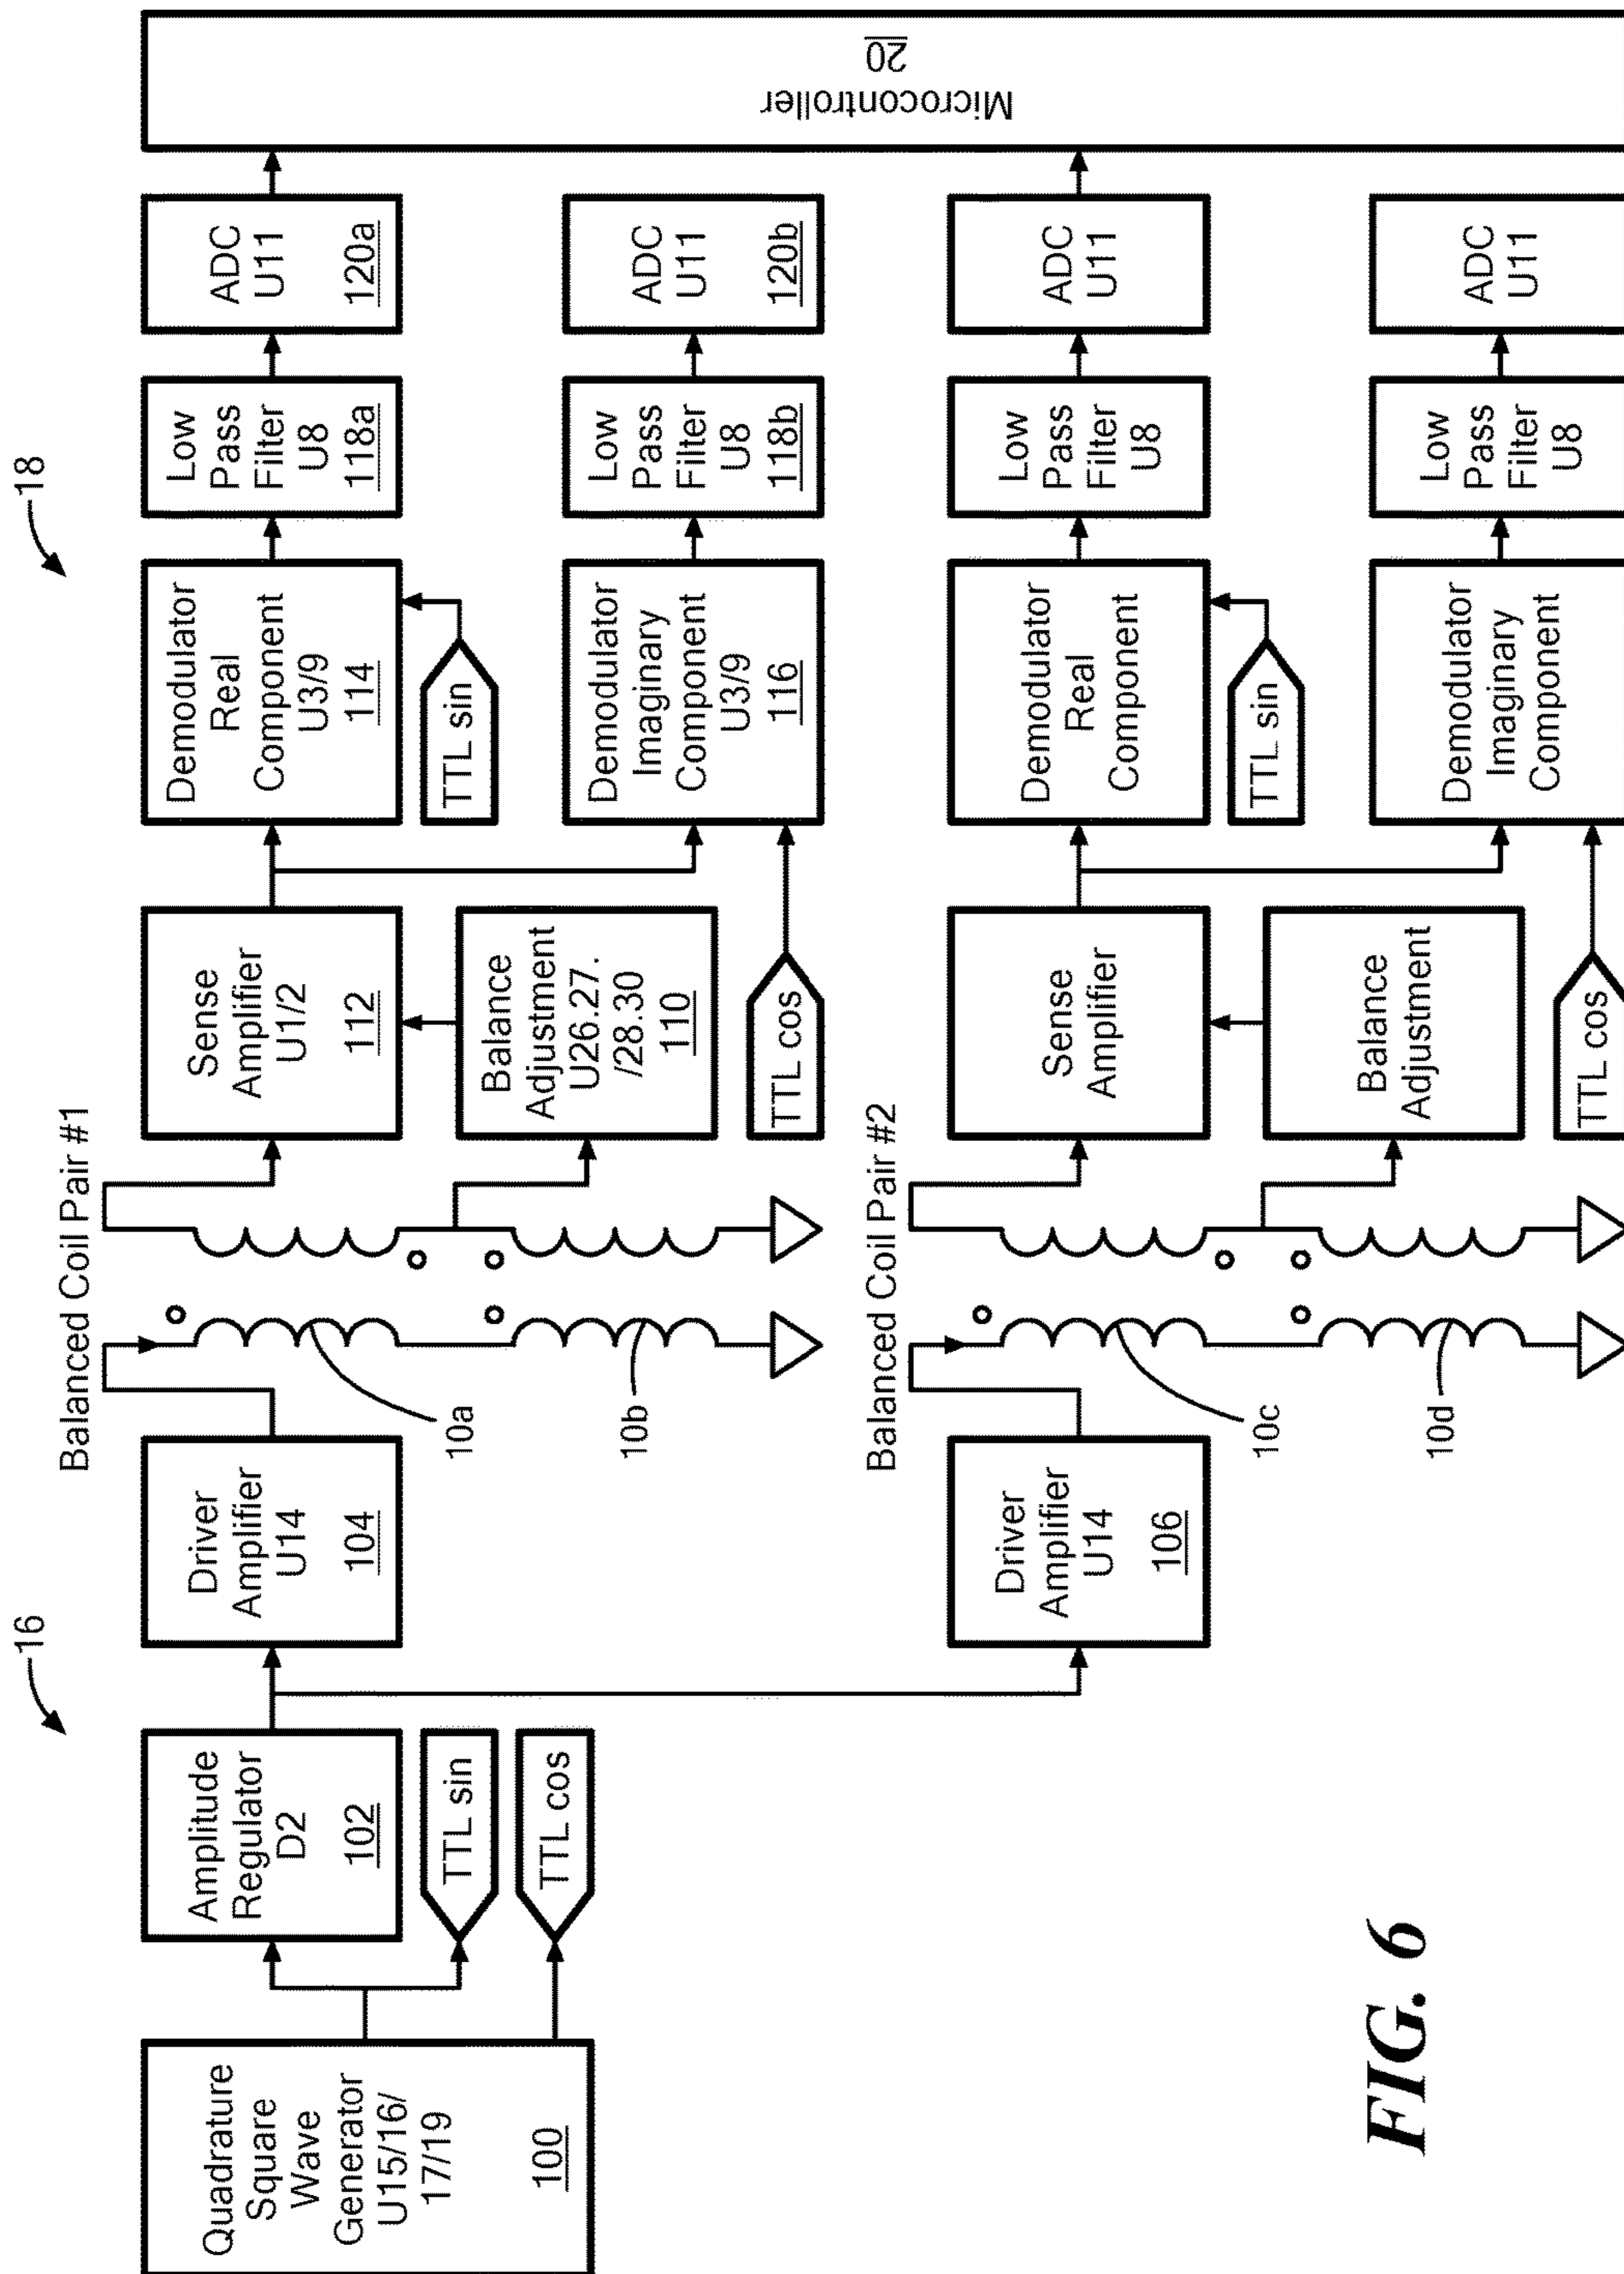 16
18
Quadrature
Square
Wave
Generator
U15/16/
17/19
100
Amplitude
Regulator
D2
102
TTL sin
TTL cos
Driver
Amplifier
U14
104
Balanced Coil Pair #1
10a
10b
Sense
Amplifier
U1/2
112
Balance
Adjustment
U26.27.
/28.30
110
TTL cos
Demodulator
Real
Component
U3/9
114
TTL sin
Demodulator
Imaginary
Component
U3/9
116
Low
Pass
Filter
U8
118a
Low
Pass
Filter
U8
118b
ADC
U11
120a
ADC
U11
120b
Microcontroller
20
Driver
Amplifier
U14
106
Balanced Coil Pair #2
10c
10d
Sense
Amplifier
Balance
Adjustment
TTL cos
Demodulator
Real
Component
TTL sin
Demodulator
Imaginary
Component
Low
Pass
Filter
U8
Low
Pass
Filter
U8
ADC
U11
ADC
U11
FIG. 6